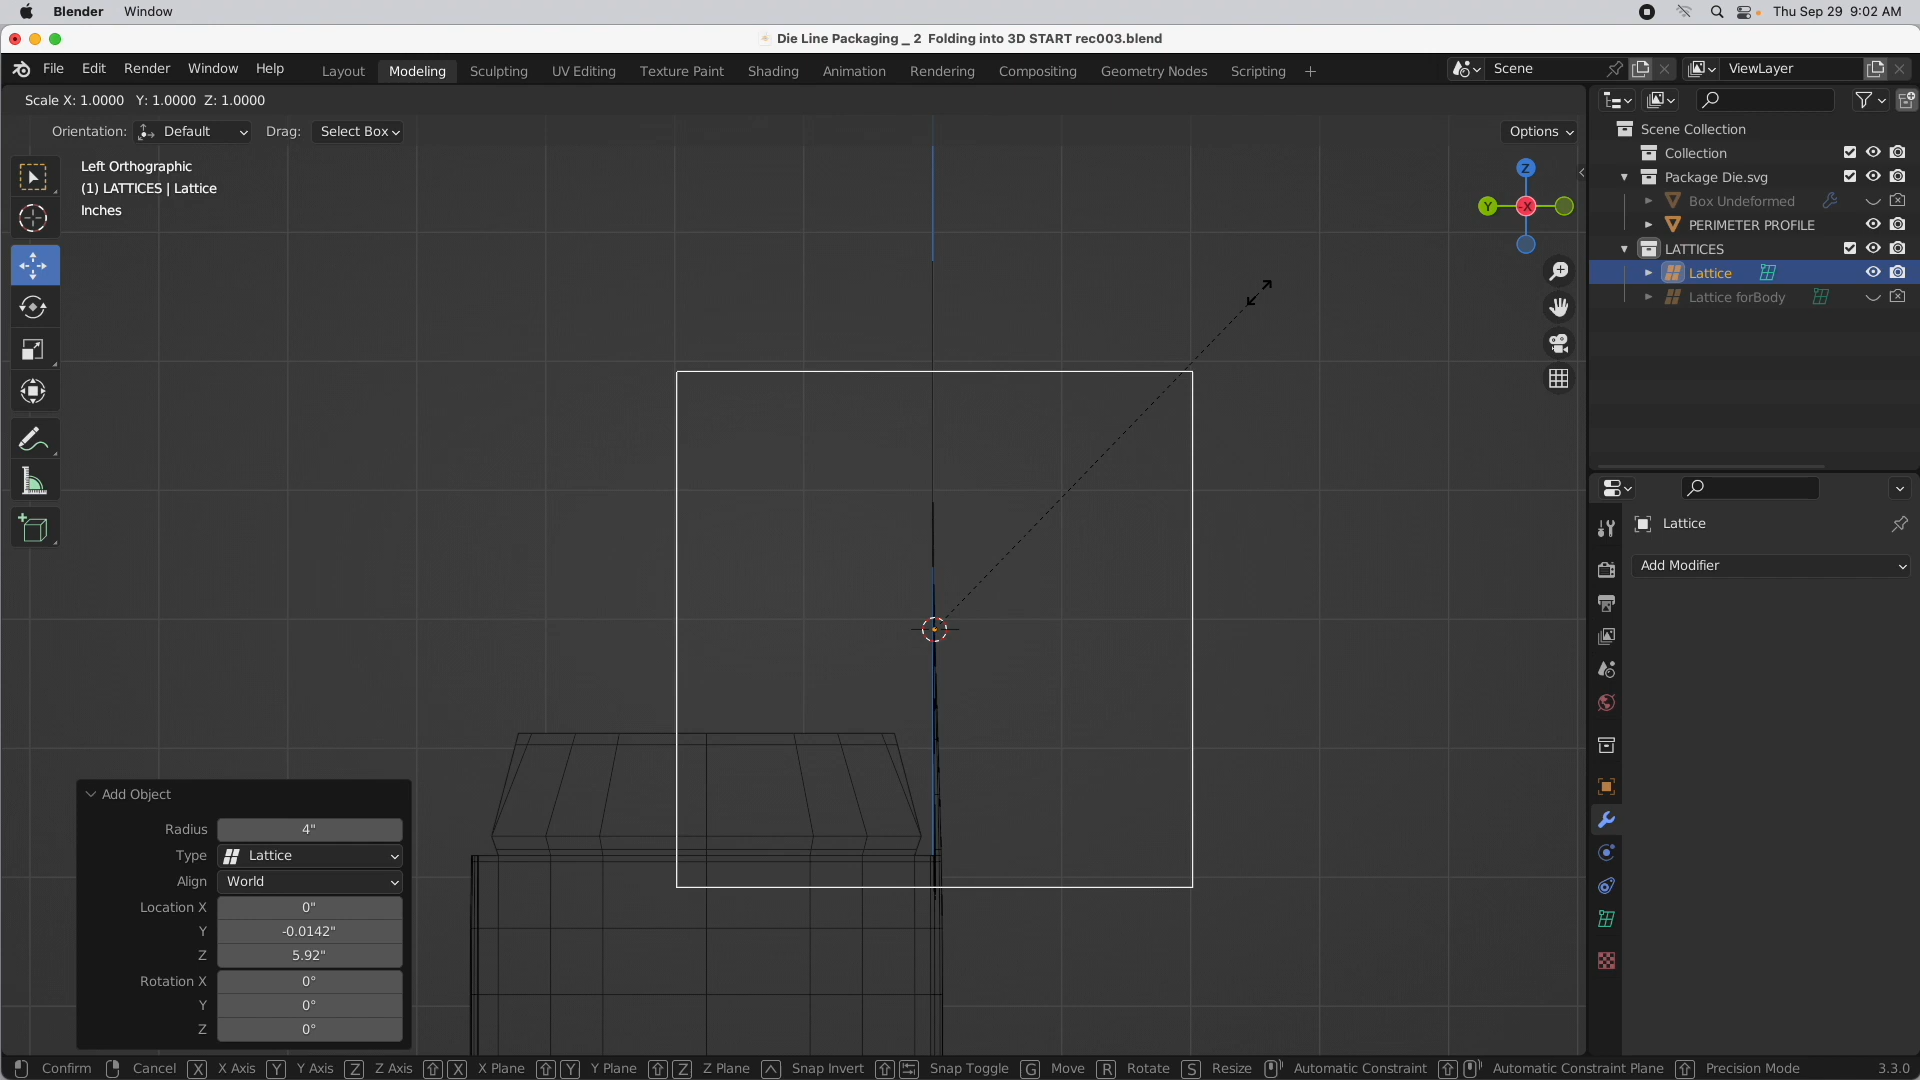 Blender Window
Thu Sep 29 9:02 AM
Die Line Packaging _ 2 Folding into 3D START rec003.blend
File Edit Render Window Help
Layout Modeling Sculpting UV Editing Texture Paint Shading Animation Rendering Compositing Geometry Nodes Scripting +
Scene
ViewLayer
Scale X: 1.0000 Y: 1.0000 Z: 1.0000
Orientation: Default Drag: Select Box
Options
Left Orthographic
(1) LATTICES | Lattice
Inches
Z
Y
-X
Scene Collection
Collection
Package Die.svg
Box Undeformed
PERIMETER PROFILE
LATTICES
Lattice
Lattice forBody
Lattice
Add Modifier
Add Object
Radius 4"
Type Lattice
Align World
Location X 0"
Y -0.0142"
Z 5.92"
Rotation X 0°
Y 0°
Z 0°
Confirm Cancel X X Axis Y Y Axis Z Z Axis X X Plane Y Y Plane Z Z Plane Snap Invert Snap Toggle G Move R Rotate S Resize Automatic Constraint Automatic Constraint Plane Precision Mode 3.3.0